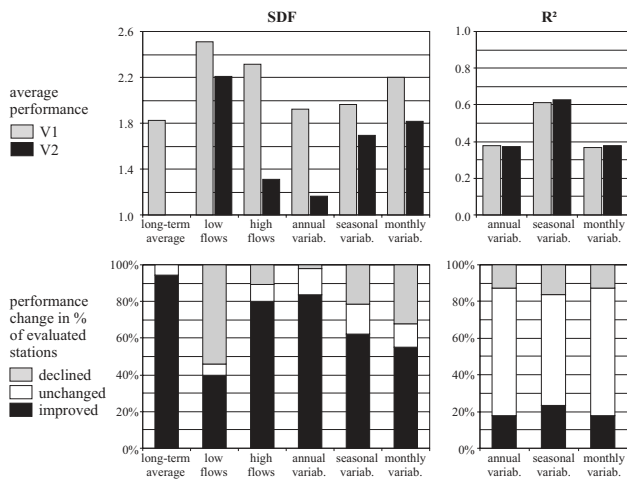 SDF
R²
average
performance
V1
V2
2.6
2.2
1.8
1.4
1.0
long-term
average
low
flows
high
flows
annual
variab.
seasonal
variab.
monthly
variab.
1.0
0.8
0.6
0.4
0.2
0.0
annual
variab.
seasonal
variab.
monthly
variab.
performance
change in %
of evaluated
stations
declined
unchanged
improved
100%
80%
60%
40%
20%
0%
long-term
average
low
flows
high
flows
annual
variab.
seasonal
variab.
monthly
variab.
100%
80%
60%
40%
20%
0%
annual
variab.
seasonal
variab.
monthly
variab.